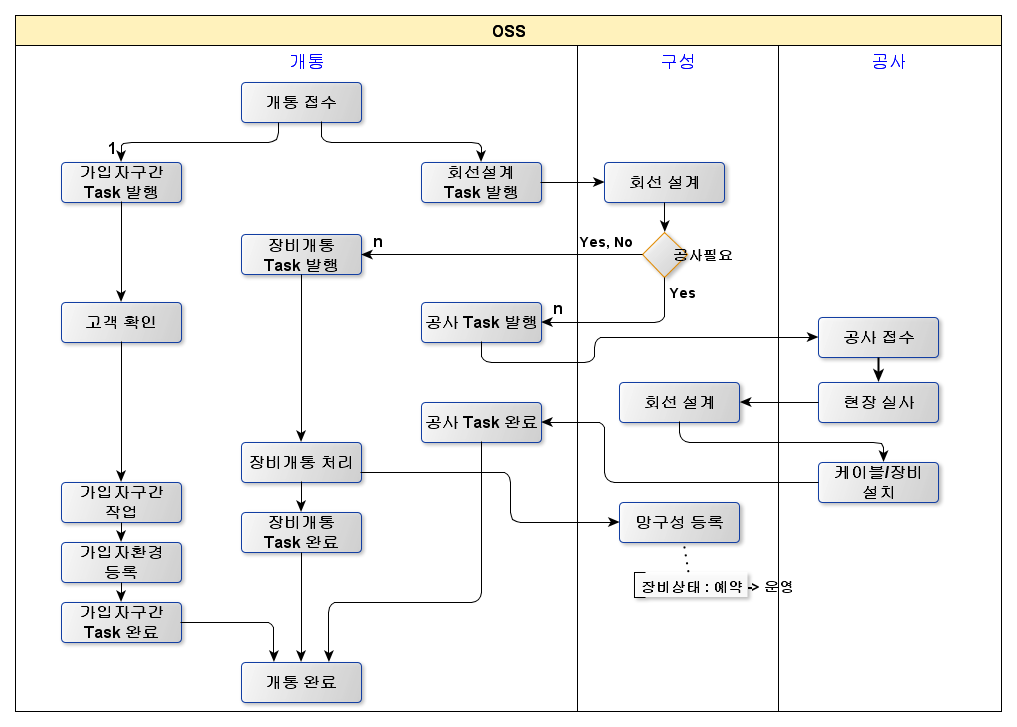 OSS
개통
구성
공사
개통 접수
1
가입자구간
Task 발행
회선설계
Task 발행
회선 설계
장비개통
Task 발행
n
Yes, No
공사필요
Yes
고객 확인
공사 Task 발행
n
공사 접수
공사 Task 완료
회선 설계
현장 실사
장비개통 처리
케이블/장비
설치
가입자구간
작업
장비개통
Task 완료
망구성 등록
가입자환경
등록
장비상태 : 예약 -> 운영
가입자구간
Task 완료
개통 완료